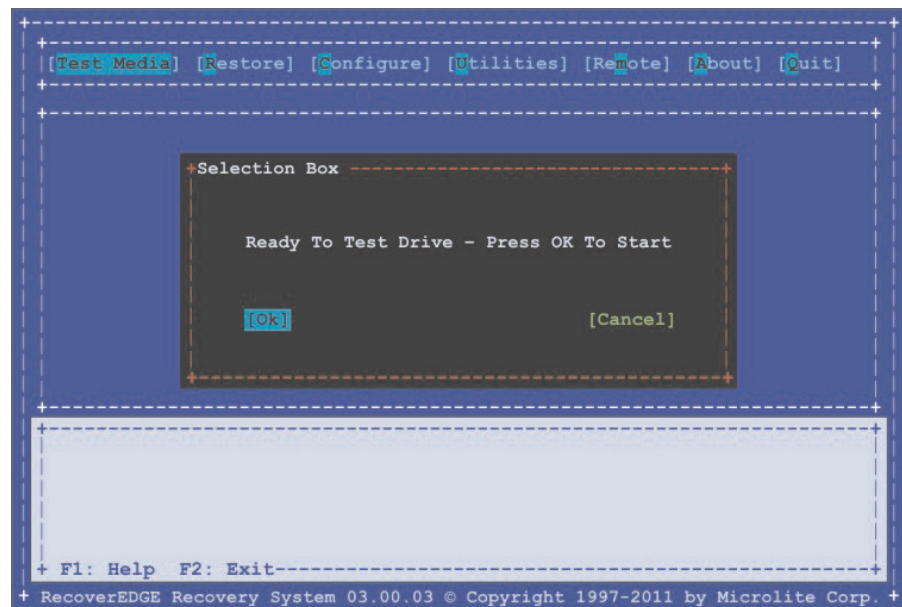 [Test Media] [Restore] [Configure] [Utilities] [Remote] [About] [Quit]
Selection Box
Ready To Test Drive - Press OK To Start
[Ok] [Cancel]
F1: Help F2: Exit
RecoverEDGE Recovery System 03.00.03 © Copyright 1997-2011 by Microlite Corp.